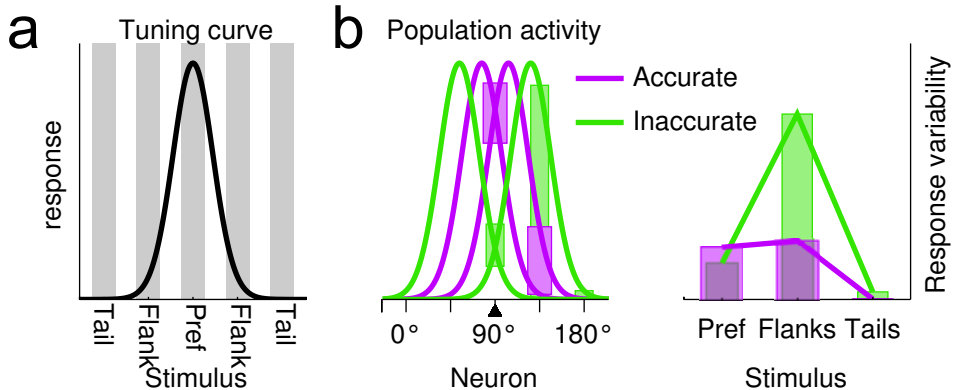 a
Tuning curve
response
Tail
Flank
Pref
Flank
Tail
Stimulus
b
Population activity
Accurate
Inaccurate
0°
90°
180°
Neuron
Response variability
Pref
Flanks
Tails
Stimulus